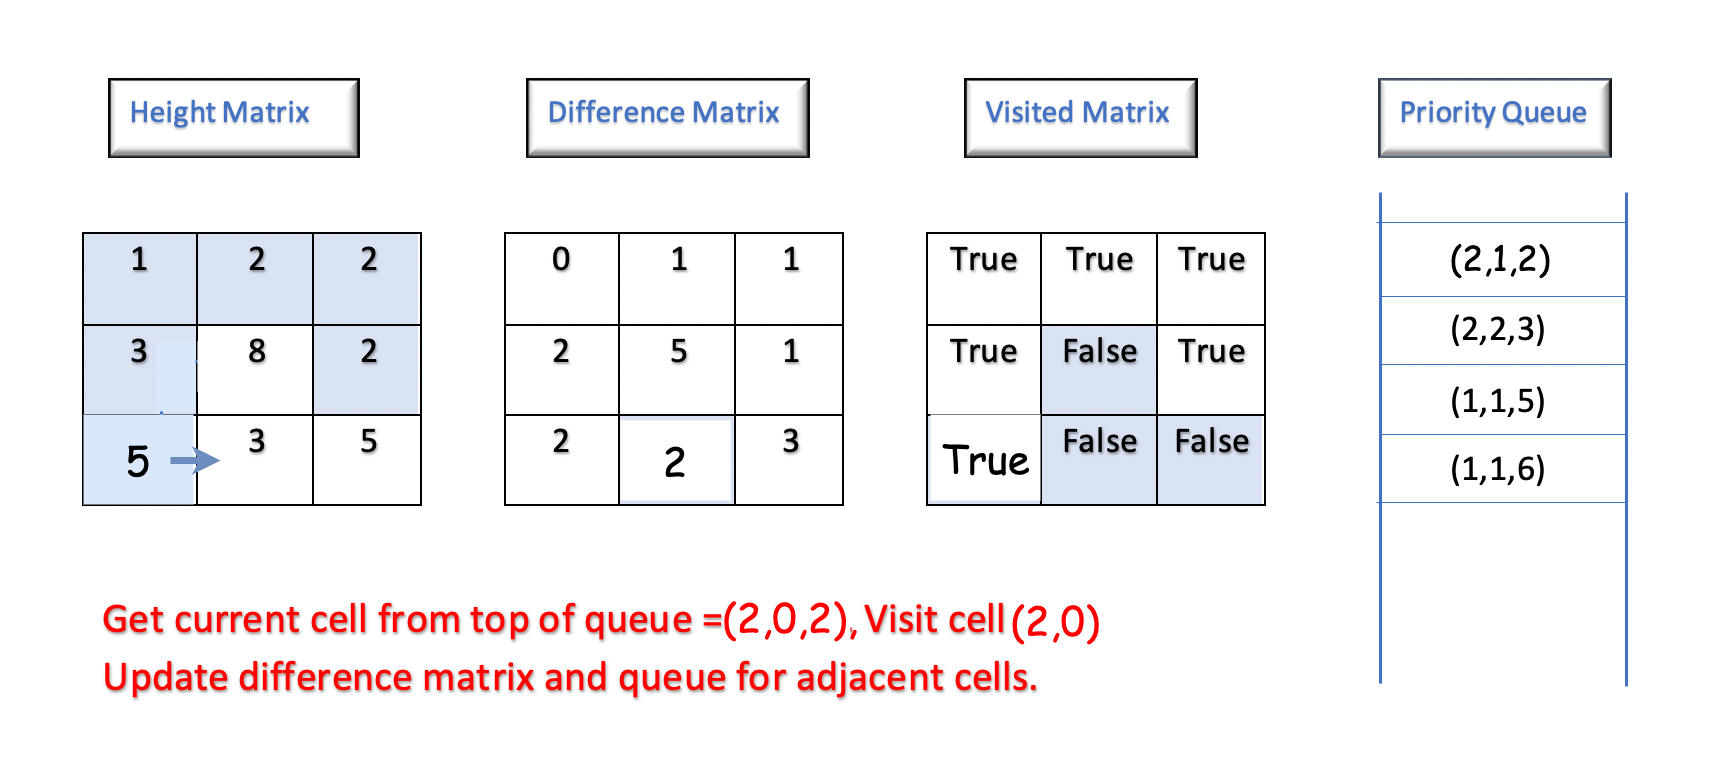 Height Matrix
Difference Matrix
Visited Matrix
Priority Queue
1 2 2
3 8 2
5 3 5
0 1 1
2 5 1
2 2 3
True True True
True False True
True False False
(2,1,2)
(2,2,3)
(1,1,5)
(1,1,6)
Get current cell from top of queue =(2,0,2), Visit cell (2,0)
Update difference matrix and queue for adjacent cells.